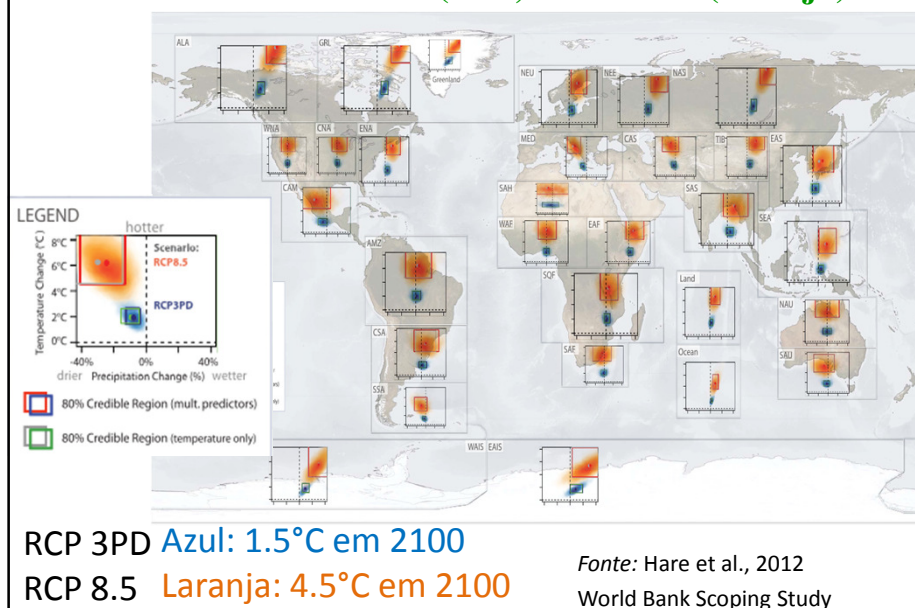 ALA
GRL
Greenland
NEU
NEE
NAS
WNA
CNA
ENA
MED
CAS
TIB
EAS
CAM
SAH
SAS
SEA
WAF
EAF
AMZ
SQF
Land
NAU
CSA
SAF
Ocean
SAU
SSA
WAIS
EAIS
LEGEND
hotter
Temperature Change (°C)
8°C
6°C
4°C
2°C
0°C
Scenario:
RCP8.5
RCP3PD
-40%
0%
40%
drier Precipitation Change (%) wetter
80% Credible Region (mult. predictors)
80% Credible Region (temperature only)
RCP 3PD Azul: 1.5°C em 2100
RCP 8.5 Laranja: 4.5°C em 2100
Fonte: Hare et al., 2012
World Bank Scoping Study